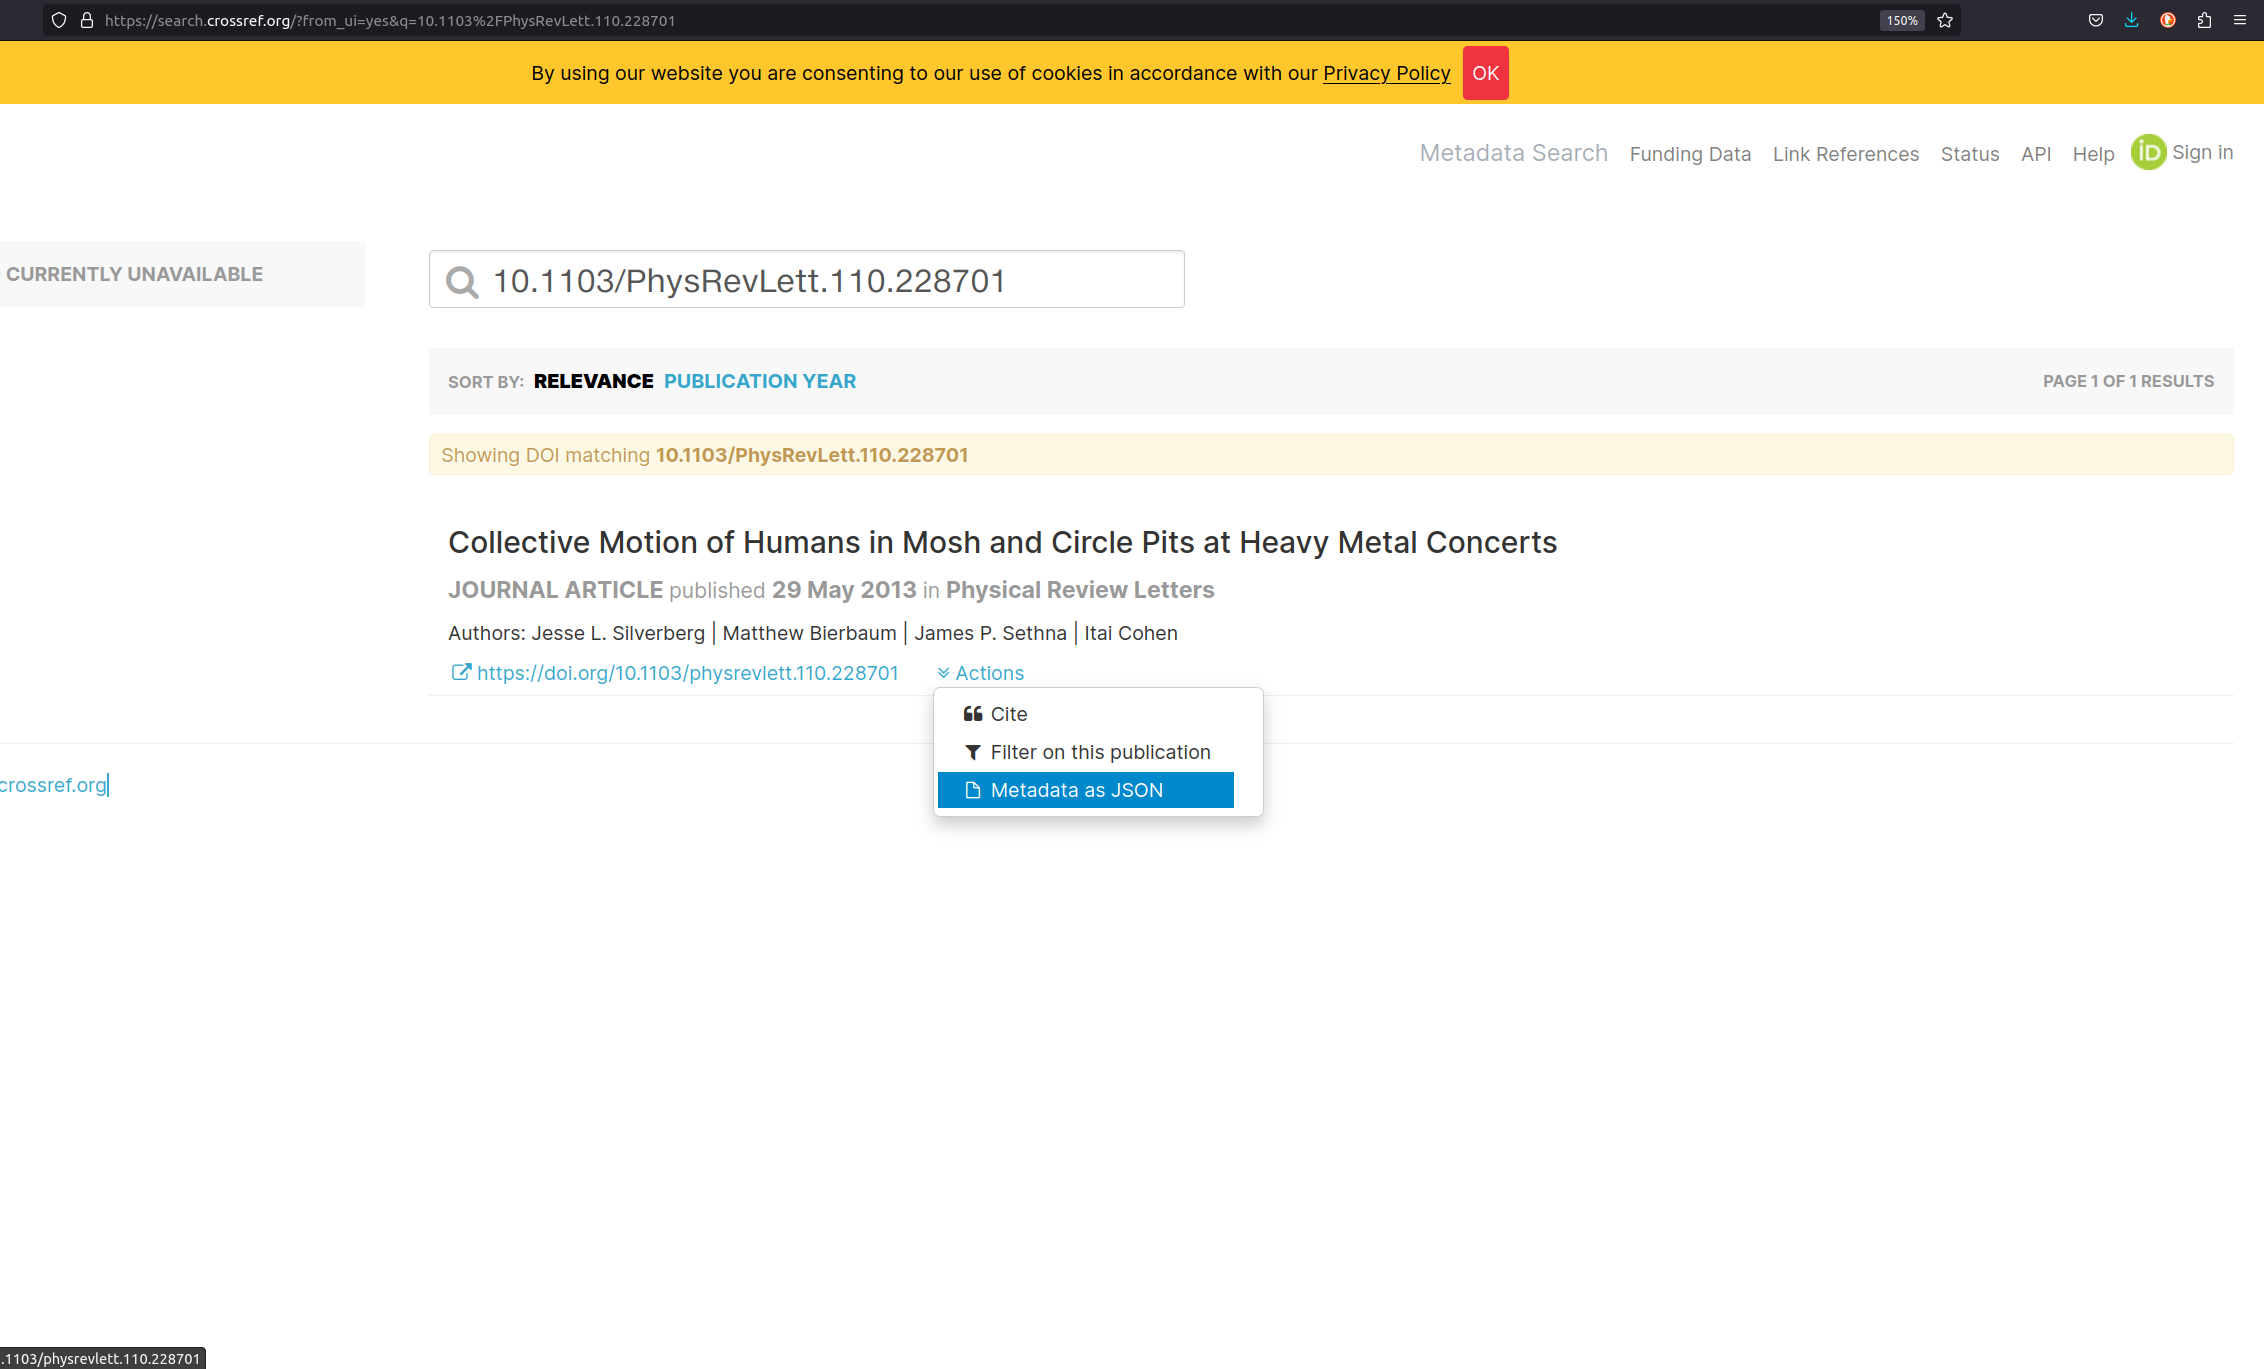 https://search.crossref.org/?from_ui=yes&q=10.1103%2FPhysRevLett.110.228701
150%
By using our website you are consenting to our use of cookies in accordance with our Privacy Policy OK
Metadata Search Funding Data Link References Status API Help iD Sign in
CURRENTLY UNAVAILABLE
10.1103/PhysRevLett.110.228701
SORT BY: RELEVANCE PUBLICATION YEAR
PAGE 1 OF 1 RESULTS
Showing DOI matching 10.1103/PhysRevLett.110.228701
Collective Motion of Humans in Mosh and Circle Pits at Heavy Metal Concerts
JOURNAL ARTICLE published 29 May 2013 in Physical Review Letters
Authors: Jesse L. Silverberg | Matthew Bierbaum | James P. Sethna | Itai Cohen
https://doi.org/10.1103/physrevlett.110.228701 Actions
Cite
Filter on this publication
Metadata as JSON
crossref.org
.1103/physrevlett.110.228701